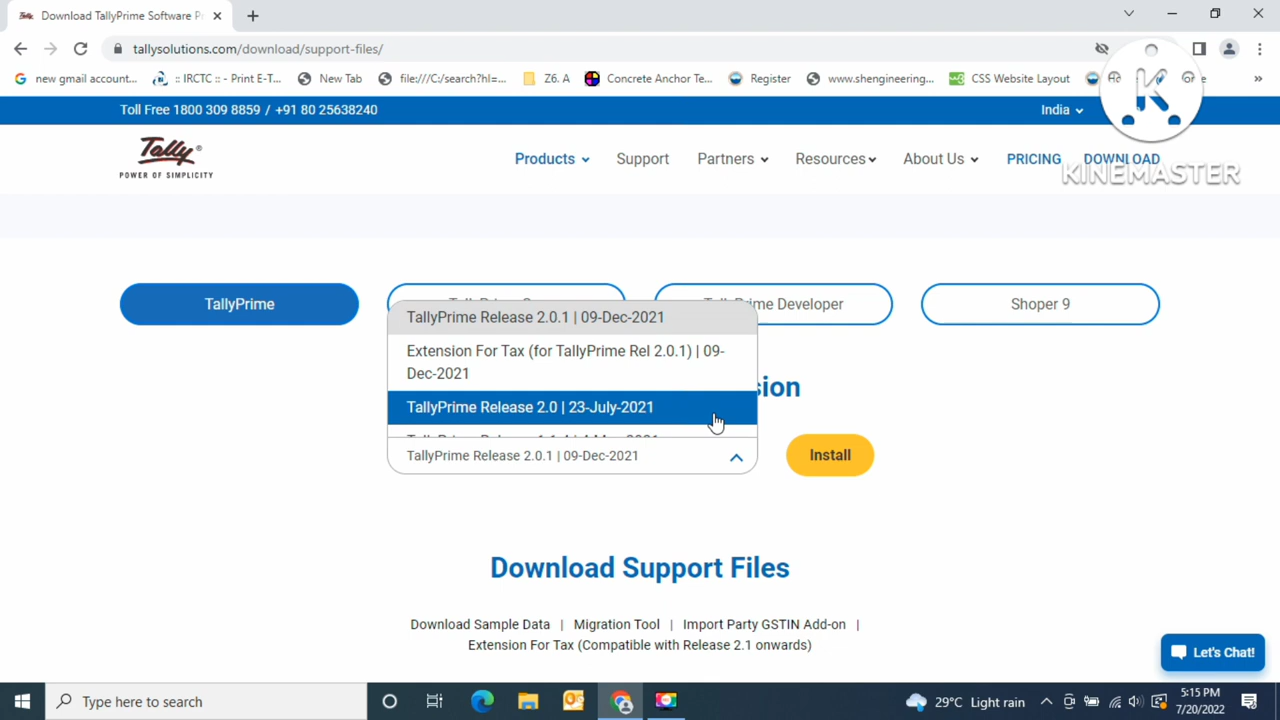 Download TallyPrime Software P
tallysolutions.com/download/support-files/
new gmail account...
:: IRCTC :: - Print E-T...
New Tab
file:///C:/search?hl=...
Z6. A
Concrete Anchor Te...
Register
www.shengineering...
CSS Website Layout
Toll Free 1800 309 8859 / +91 80 25638240
India
K
Tally®
POWER OF SIMPLICITY
Products
Support
Partners
Resources
About Us
PRICING
DOWNLOAD
KINEMASTER
TallyPrime
TallyPrime Developer
Shoper 9
TallyPrime Release 2.0.1 | 09-Dec-2021
Extension For Tax (for TallyPrime Rel 2.0.1) | 09-
Dec-2021
TallyPrime Release 2.0 | 23-July-2021
TallyPrime Release 2.0.1 | 09-Dec-2021
Install
Download Support Files
Download Sample Data | Migration Tool | Import Party GSTIN Add-on |
Extension For Tax (Compatible with Release 2.1 onwards)
Let's Chat!
Type here to search
29°C Light rain
5:15 PM
7/20/2022